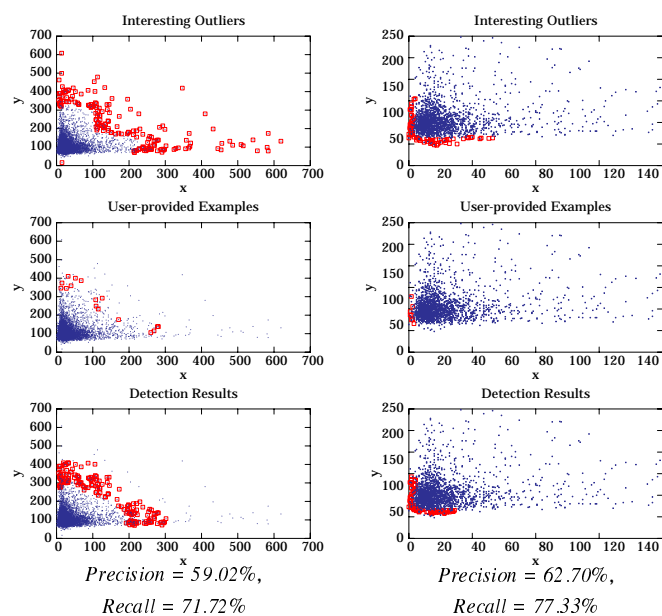 Interesting Outliers
700
600
500
400
300
200
100
0
y
0 100 200 300 400 500 600 700
x
Interesting Outliers
250
200
150
100
50
0
y
0 20 40 60 80 100 120 140
x
User-provided Examples
700
600
500
400
300
200
100
0
y
0 100 200 300 400 500 600 700
x
User-provided Examples
250
200
150
100
50
0
y
0 20 40 60 80 100 120 140
x
Detection Results
700
600
500
400
300
200
100
0
y
0 100 200 300 400 500 600 700
x
Detection Results
250
200
150
100
50
0
y
0 20 40 60 80 100 120 140
x
Precision = 59.02%,
Recall = 71.72%
Precision = 62.70%,
Recall = 77.33%